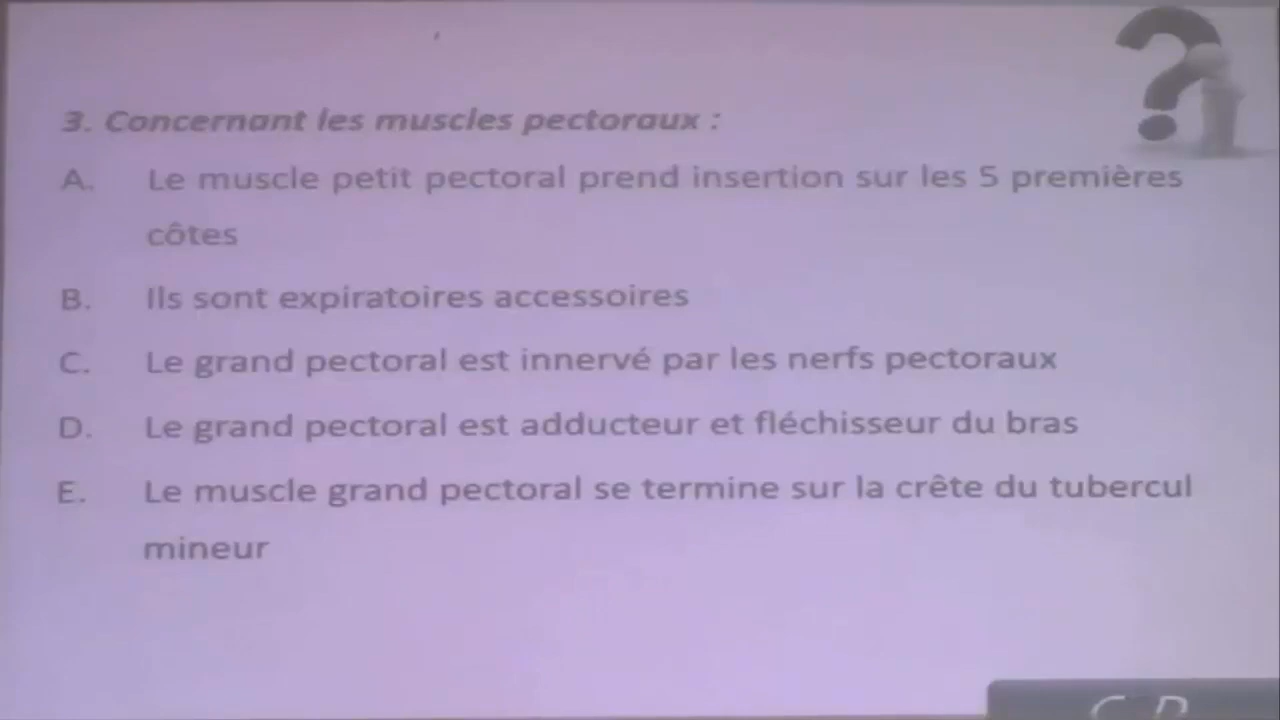 3. Concernant les muscles pectoraux :
A. Le muscle petit pectoral prend insertion sur les 5 premières
côtes
B. Ils sont expiratoires accessoires
C. Le grand pectoral est innervé par les nerfs pectoraux
D. Le grand pectoral est adducteur et fléchisseur du bras
E. Le muscle grand pectoral se termine sur la crête du tubercul
mineur